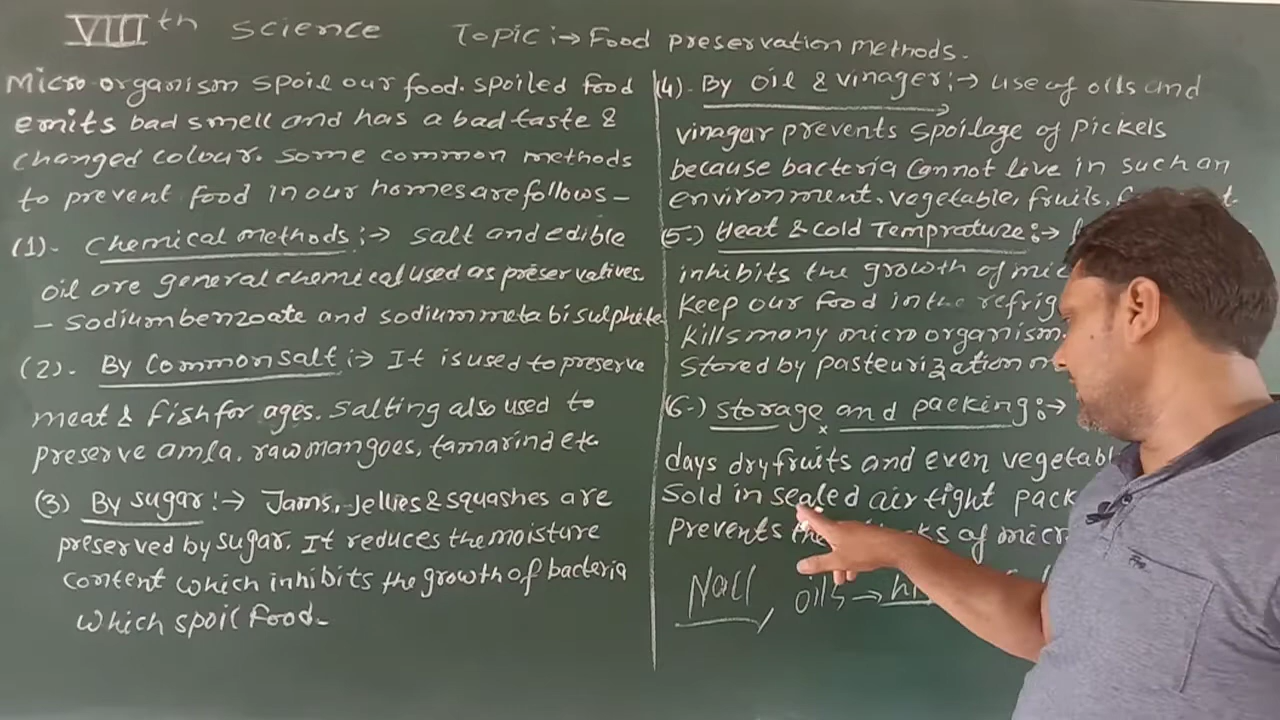 VIIIth Science Topic :→ Food preservation methods.
Micro organism spoil our food. spoiled food
emits bad smell and has a bad taste &
changed colour. Some common methods
to prevent food in our homes are follows –
(1). Chemical methods :→ Salt and edible
oil are general chemical used as preservatives.
– Sodium benzoate and sodium meta bisulphite
(2). By Common salt :→ It is used to preserve
meat & fish for ages. Salting also used to
preserve amla, raw mangoes, tamarind etc.
(3) By sugar :→ Jams, Jellies & squashes are
preserved by sugar. It reduces the moisture
content which inhibits the growth of bacteria
which spoil food.
(4). By oil & vinager :→ use of oils and
vinagar prevents spoilage of Pickels
because bacteria cannot live in such an
environment. vegetable, fruits,
(5.) Heat & cold Temprature :→
inhibits the growth of
Keep our food in the
kills many micro organism.
Stored by pasteurization
(6.) Storage and packing :→
days dry fruits and even
Sold in sealed air tight
prevents of
NaCl, oils →